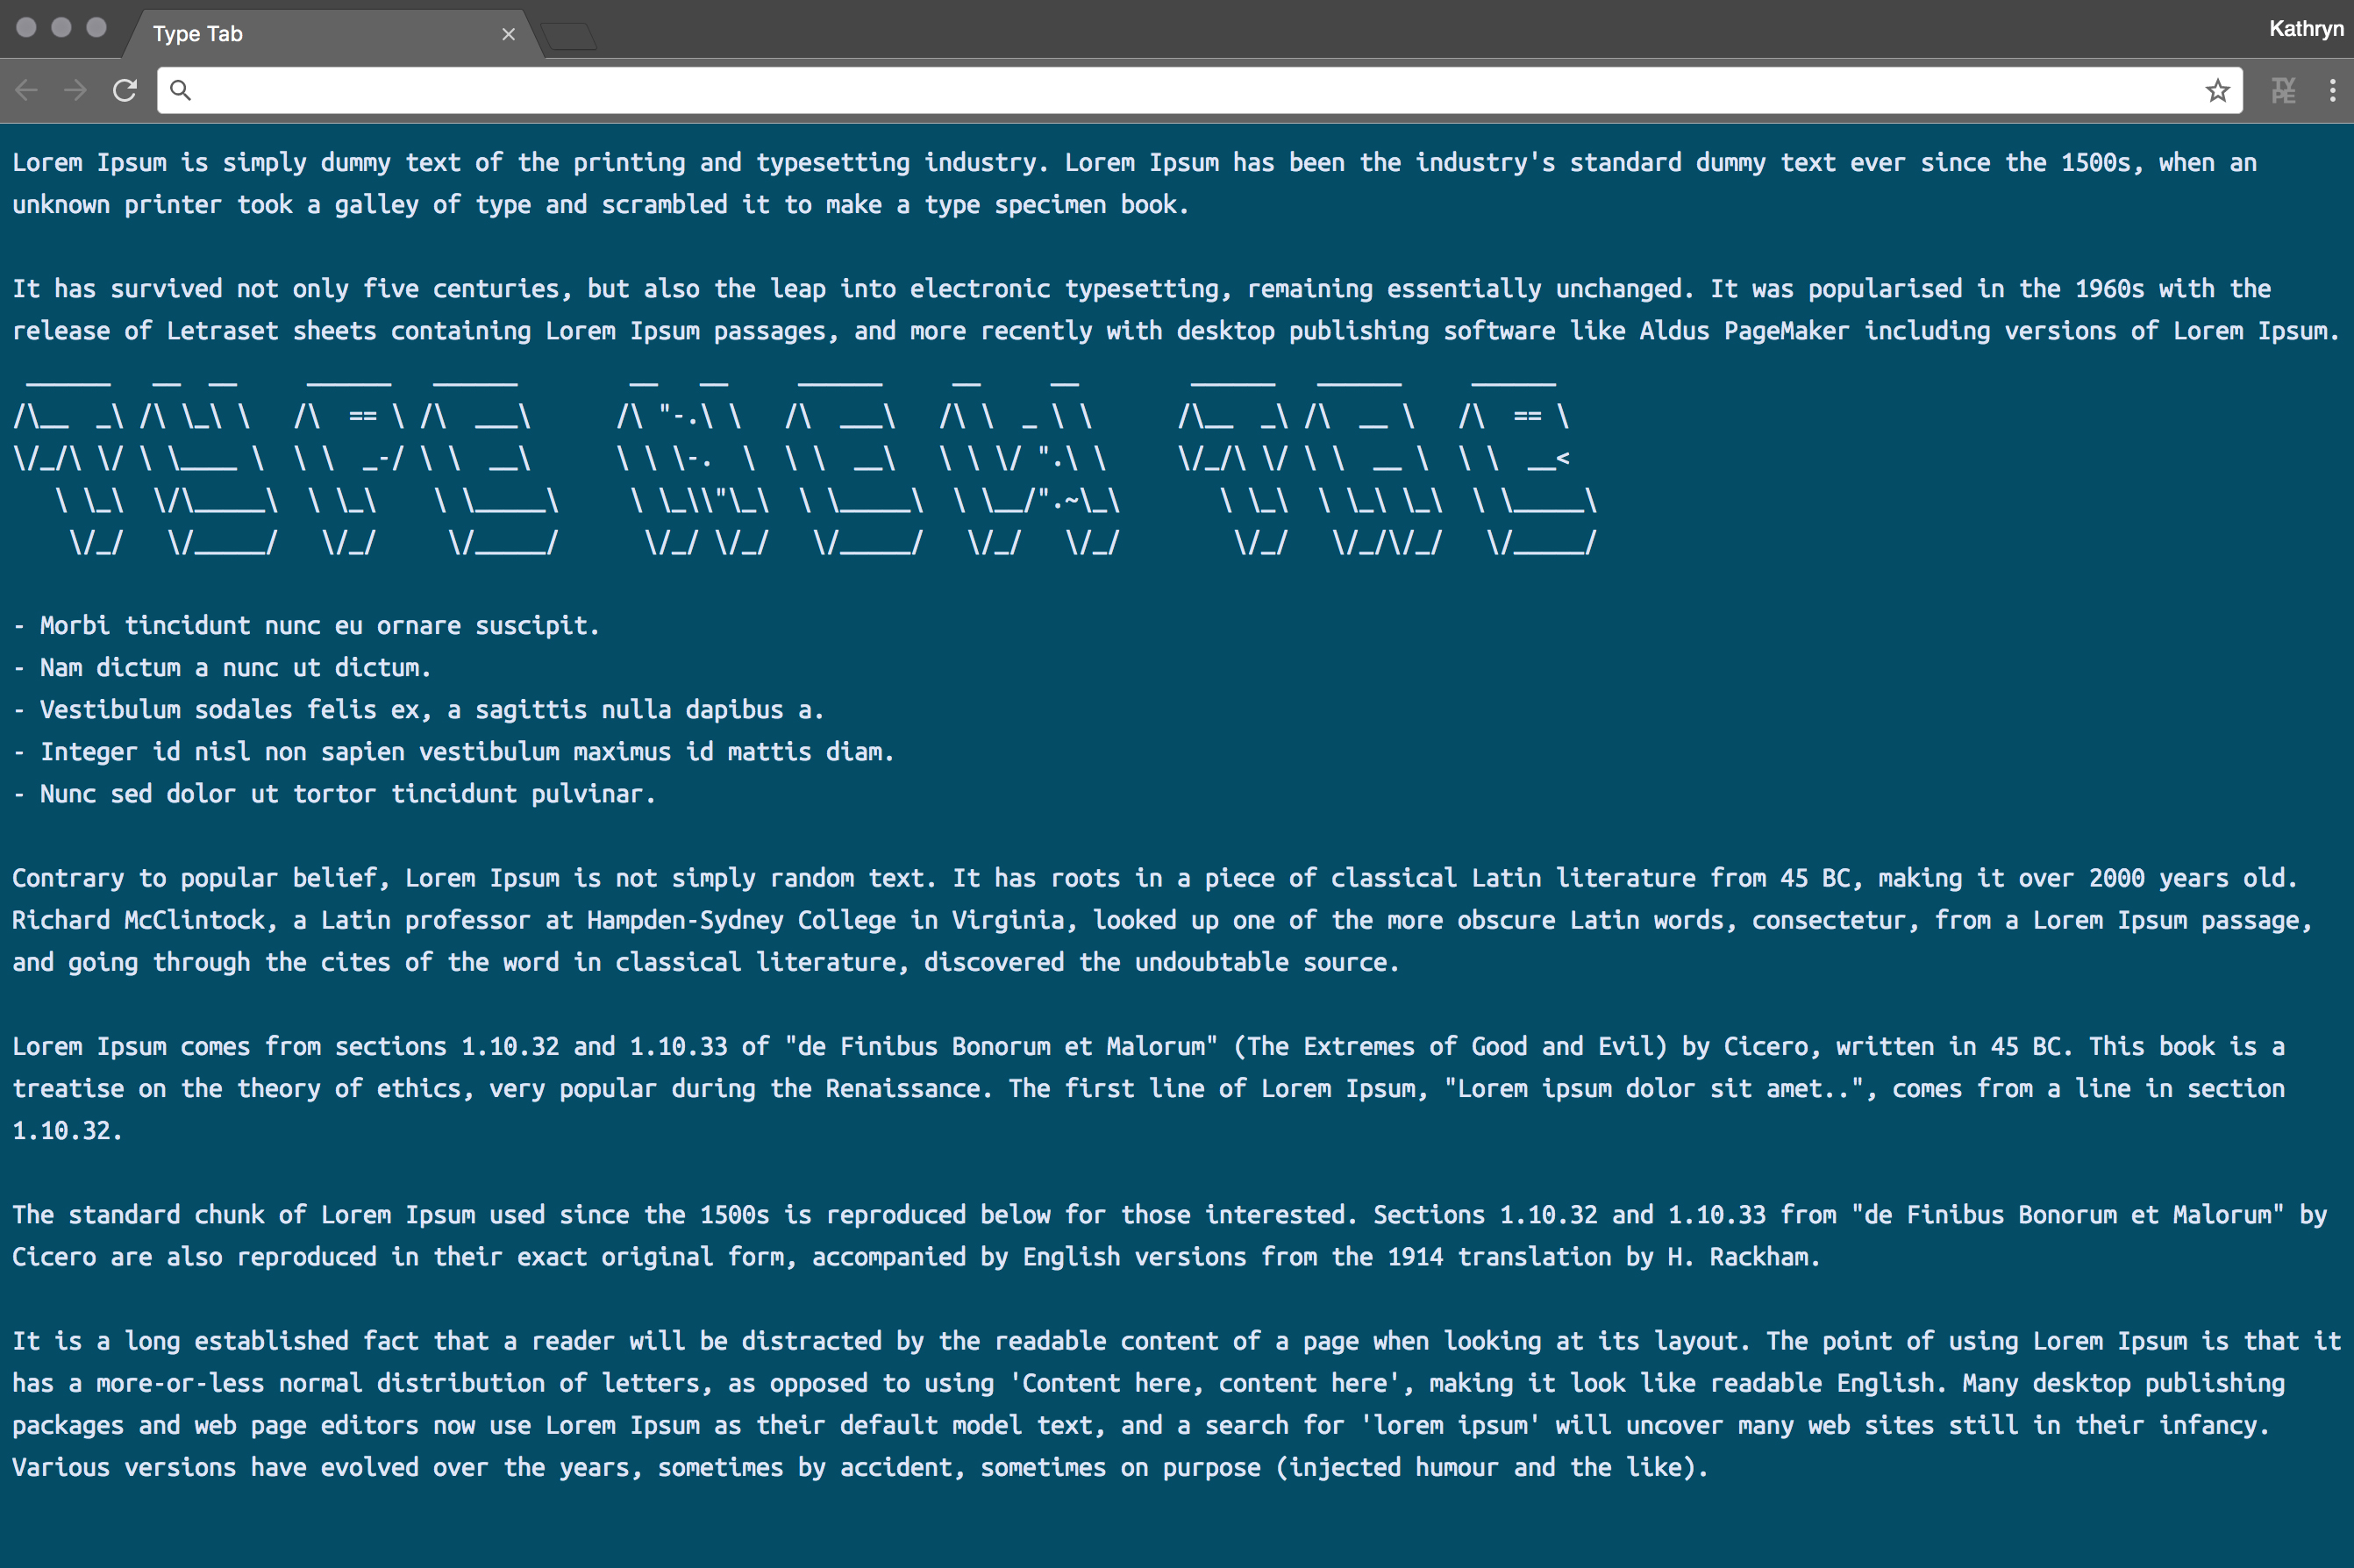 Type Tab
Kathryn
TYPE
Lorem Ipsum is simply dummy text of the printing and typesetting industry. Lorem Ipsum has been the industry's standard dummy text ever since the 1500s, when an
unknown printer took a galley of type and scrambled it to make a type specimen book.
It has survived not only five centuries, but also the leap into electronic typesetting, remaining essentially unchanged. It was popularised in the 1960s with the
release of Letraset sheets containing Lorem Ipsum passages, and more recently with desktop publishing software like Aldus PageMaker including versions of Lorem Ipsum.
TYPE NEW TAB
- Morbi tincidunt nunc eu ornare suscipit.
- Nam dictum a nunc ut dictum.
- Vestibulum sodales felis ex, a sagittis nulla dapibus a.
- Integer id nisl non sapien vestibulum maximus id mattis diam.
- Nunc sed dolor ut tortor tincidunt pulvinar.
Contrary to popular belief, Lorem Ipsum is not simply random text. It has roots in a piece of classical Latin literature from 45 BC, making it over 2000 years old.
Richard McClintock, a Latin professor at Hampden-Sydney College in Virginia, looked up one of the more obscure Latin words, consectetur, from a Lorem Ipsum passage,
and going through the cites of the word in classical literature, discovered the undoubtable source.
Lorem Ipsum comes from sections 1.10.32 and 1.10.33 of "de Finibus Bonorum et Malorum" (The Extremes of Good and Evil) by Cicero, written in 45 BC. This book is a
treatise on the theory of ethics, very popular during the Renaissance. The first line of Lorem Ipsum, "Lorem ipsum dolor sit amet..", comes from a line in section
1.10.32.
The standard chunk of Lorem Ipsum used since the 1500s is reproduced below for those interested. Sections 1.10.32 and 1.10.33 from "de Finibus Bonorum et Malorum" by
Cicero are also reproduced in their exact original form, accompanied by English versions from the 1914 translation by H. Rackham.
It is a long established fact that a reader will be distracted by the readable content of a page when looking at its layout. The point of using Lorem Ipsum is that it
has a more-or-less normal distribution of letters, as opposed to using 'Content here, content here', making it look like readable English. Many desktop publishing
packages and web page editors now use Lorem Ipsum as their default model text, and a search for 'lorem ipsum' will uncover many web sites still in their infancy.
Various versions have evolved over the years, sometimes by accident, sometimes on purpose (injected humour and the like).